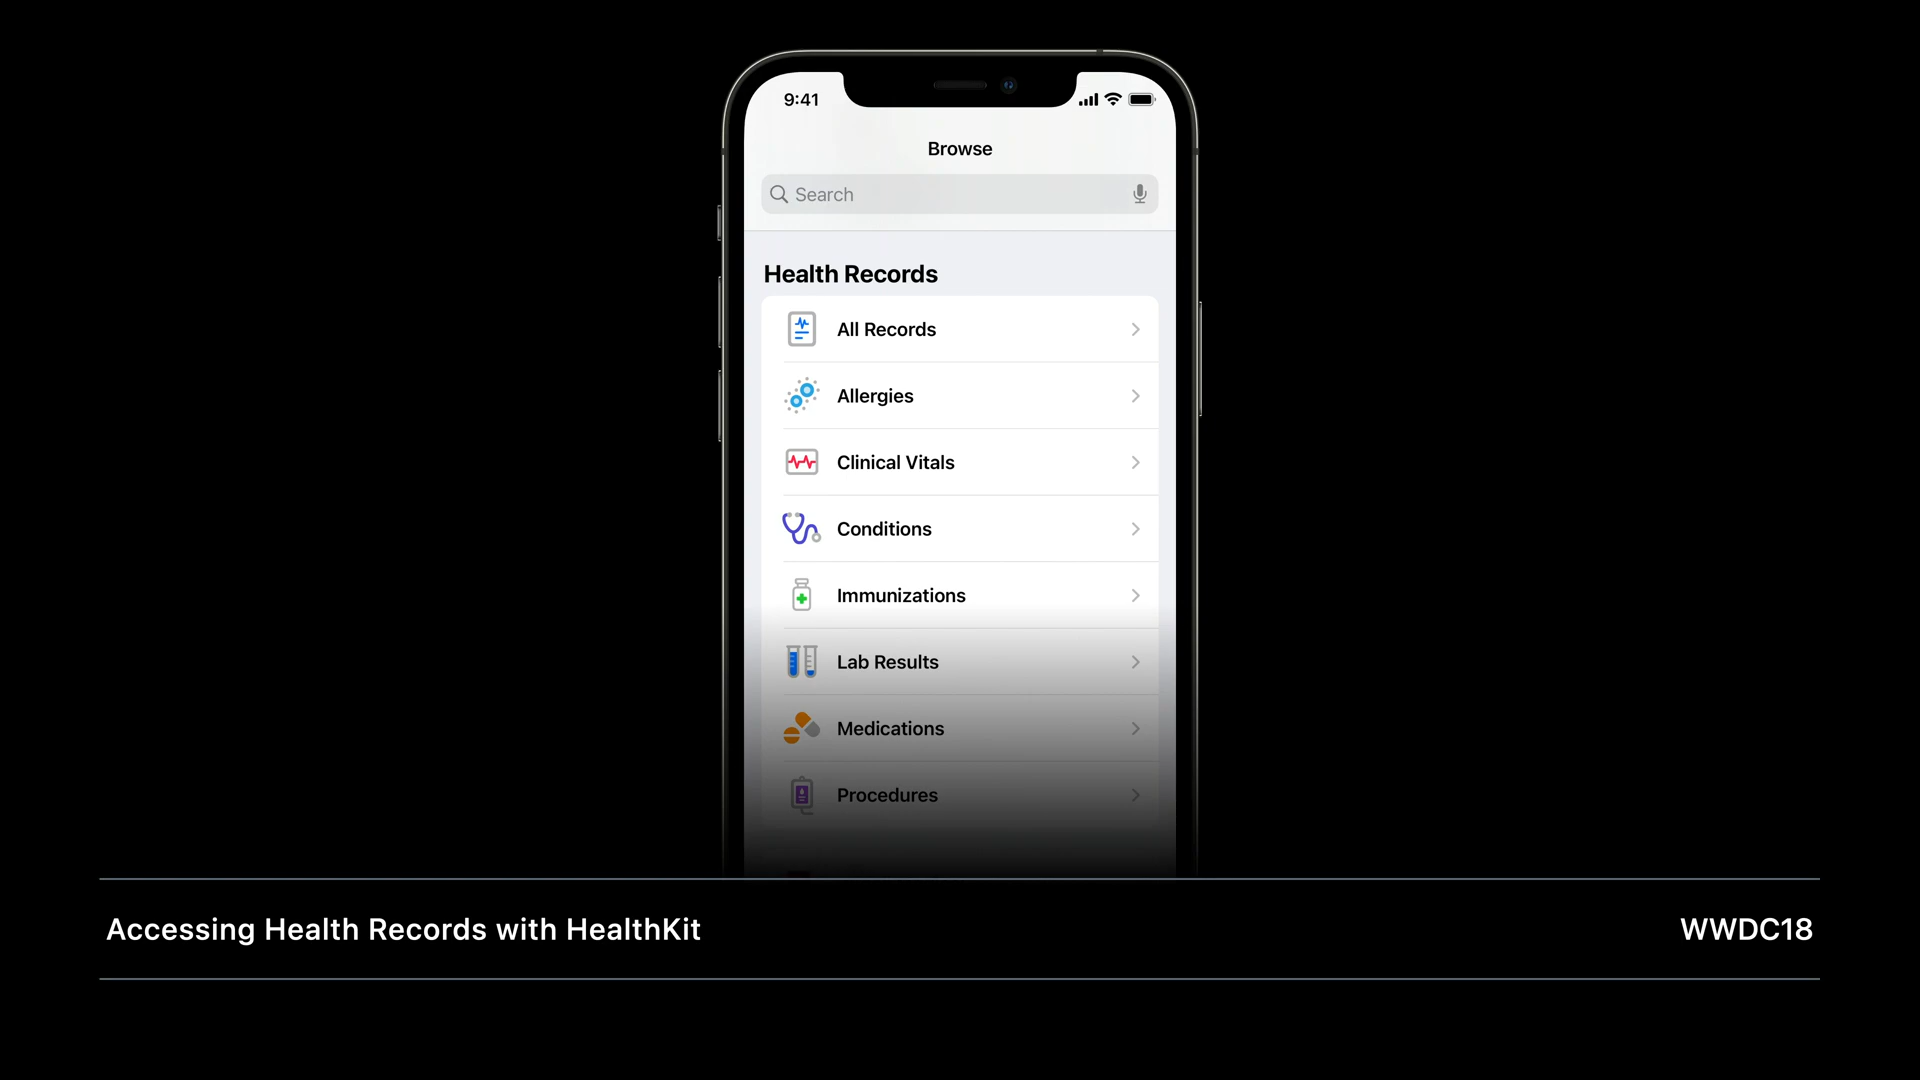 9:41
Browse
Search
Health Records
All Records
Allergies
Clinical Vitals
Conditions
Immunizations
Lab Results
Medications
Procedures
Accessing Health Records with HealthKit
WWDC18